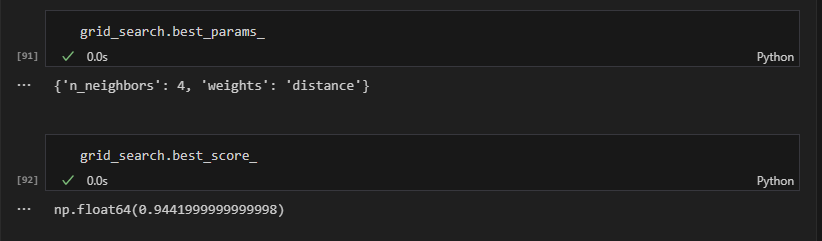 grid_search.best_params_
[91]
0.0s
Python
... {'n_neighbors': 4, 'weights': 'distance'}
grid_search.best_score_
[92]
0.0s
Python
... np.float64(0.9441999999999998)